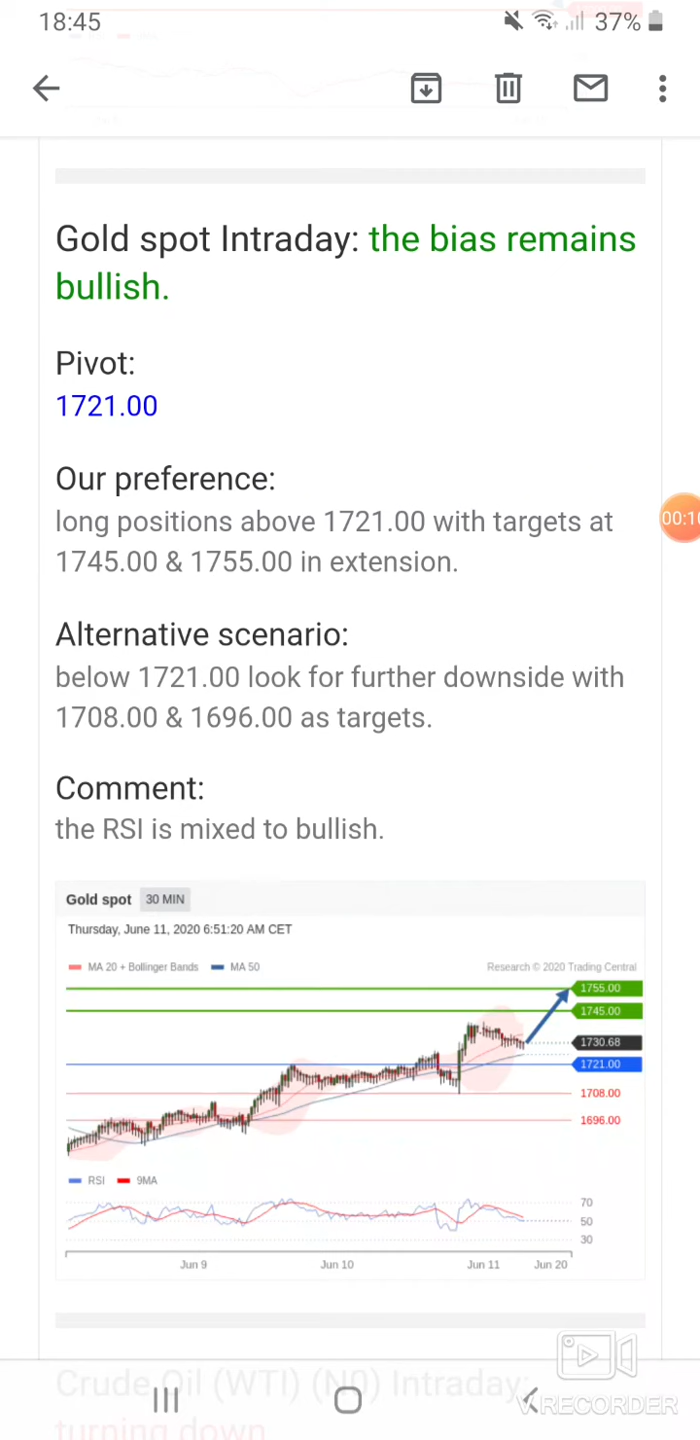 18:45 37%
Gold spot Intraday: the bias remains
bullish.
Pivot:
1721.00
Our preference:
long positions above 1721.00 with targets at
1745.00 & 1755.00 in extension.
Alternative scenario:
below 1721.00 look for further downside with
1708.00 & 1696.00 as targets.
Comment:
the RSI is mixed to bullish.
Gold spot 30 MIN
Thursday, June 11, 2020 6:51:20 AM CET
MA 20 + Bollinger Bands MA 50 Research © 2020 Trading Central
1755.00
1745.00
1730.68
1721.00
1708.00
1696.00
RSI 9MA
70
50
30
Jun 9 Jun 10 Jun 11 Jun 20
Crude Oil (WTI) (N0) Intraday:
turning down
RECORDER